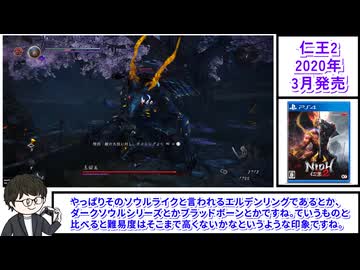 仁王2
2020年
3月発売
PS4
NIOH
仁王2
やっぱりそのソウルライクと言われるエルデンリングであるとか、
ダークソウルシリーズとかブラッドボーンとかですね。ていうものと
比べると難易度はそこまで高くないかなというような印象ですね。